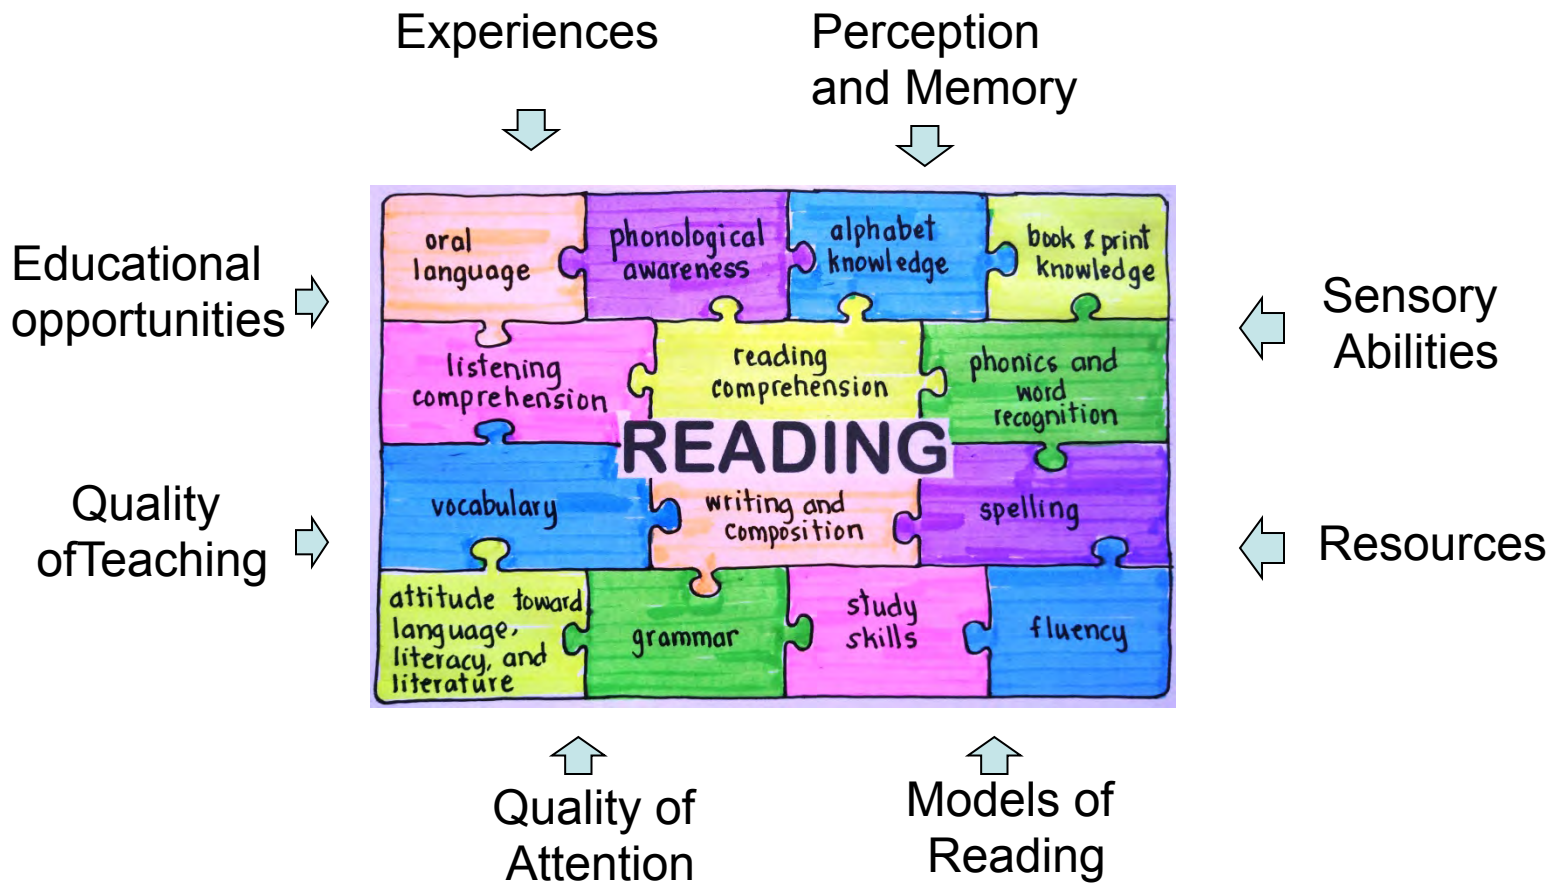 Experiences
Perception
and Memory
Educational
opportunities
Quality
ofTeaching
oral
language
phonological
awareness
alphabet
knowledge
book & print
knowledge
listening
comprehension
reading
comprehension
phonics and
word
recognition
READING
vocabulary
writing and
composition
spelling
attitude toward
language,
literacy, and
literature
grammar
study
skills
fluency
Sensory
Abilities
Resources
Quality of
Attention
Models of
Reading